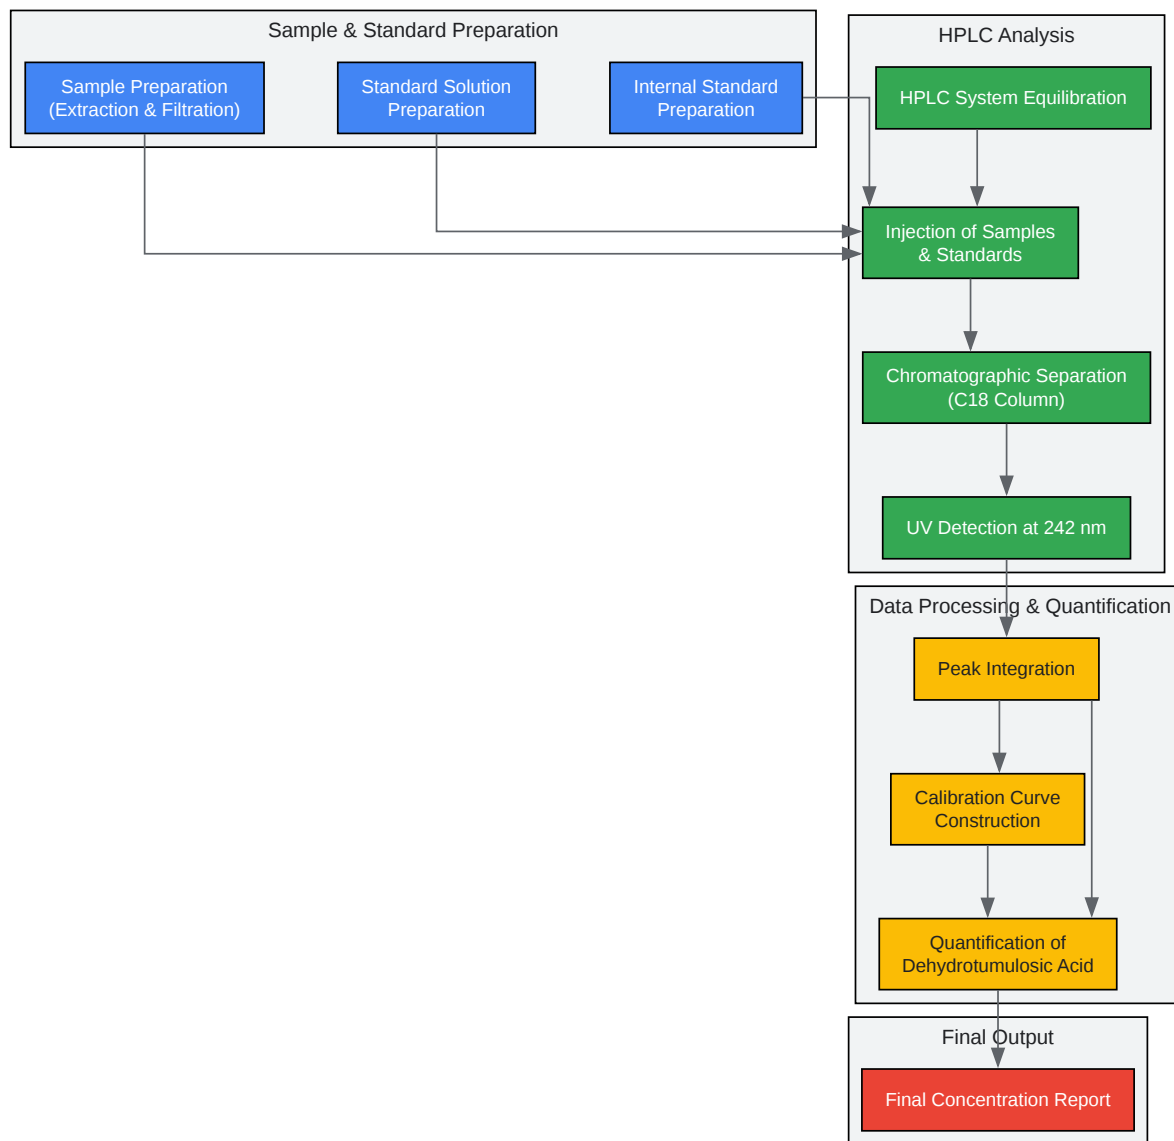 Sample & Standard Preparation
Sample Preparation
(Extraction & Filtration)
Standard Solution
Preparation
Internal Standard
Preparation
HPLC Analysis
HPLC System Equilibration
Injection of Samples
& Standards
Chromatographic Separation
(C18 Column)
UV Detection at 242 nm
Data Processing & Quantification
Peak Integration
Calibration Curve
Construction
Quantification of
Dehydrotumulosic Acid
Final Output
Final Concentration Report